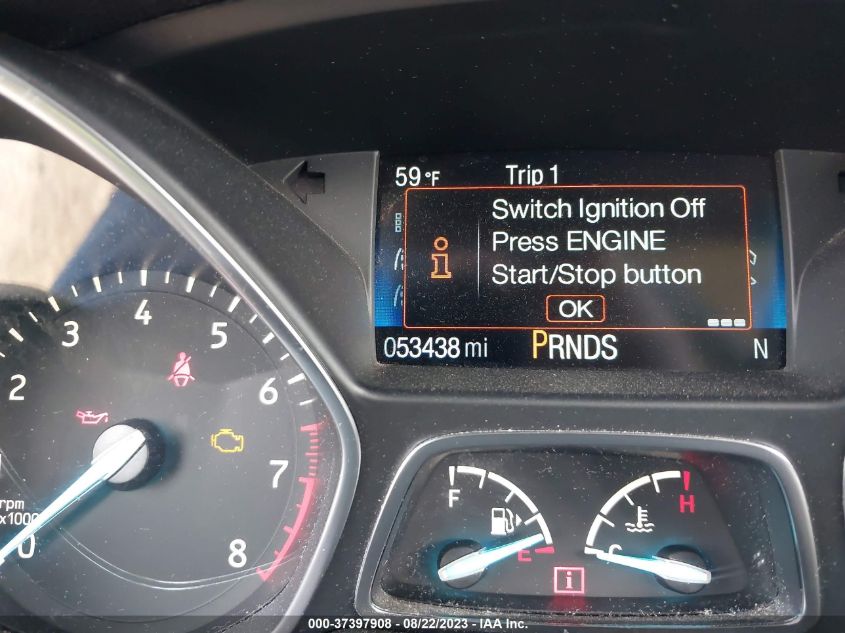 59°F Trip 1
Switch Ignition Off
Press ENGINE
Start/Stop button
OK
053438 mi PRNDS N
0
2
3
4
5
6
7
8
rpm
x1000
F
E
H
C
i
000-37397908 - 08/22/2023 - IAA Inc.